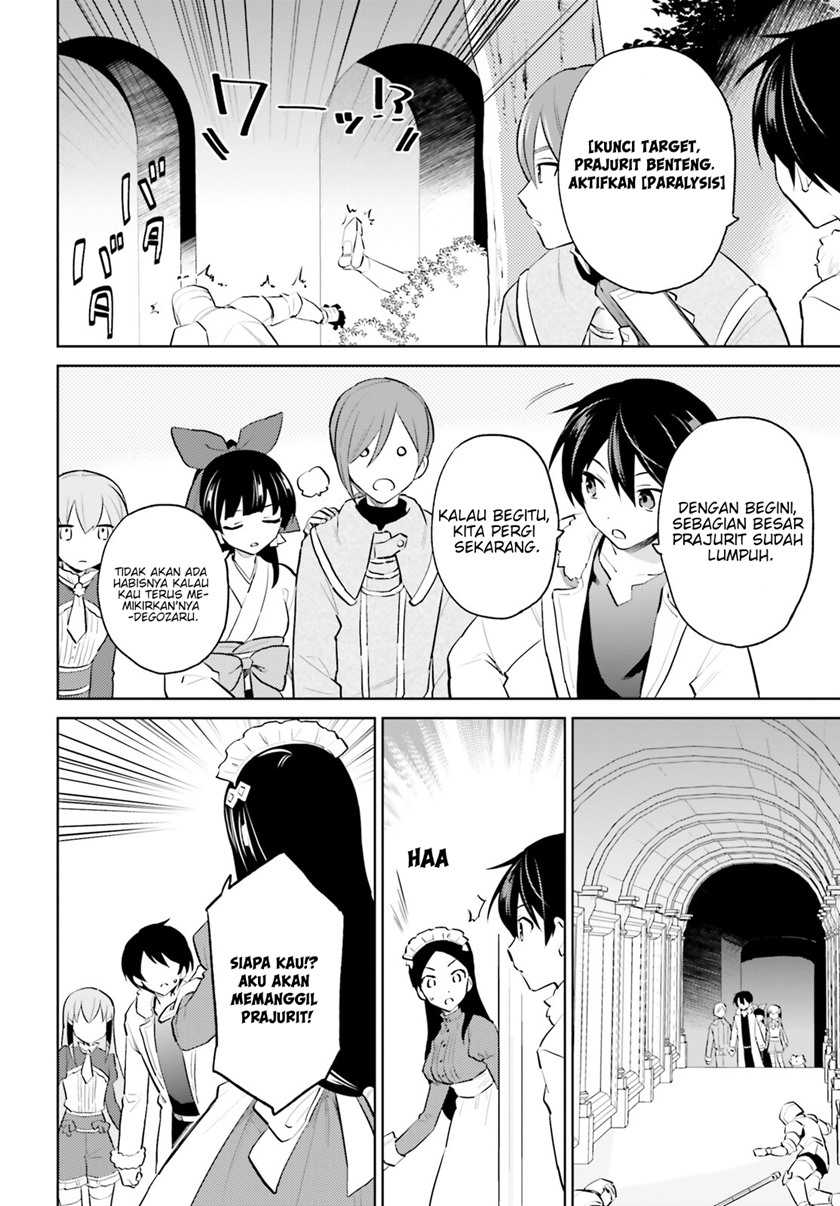 [KUNCI TARGET,
PRAJURIT BENTENG.
AKTIFKAN [PARALYSIS]
ワーッ!?
バタ
バタ
DENGAN BEGINI,
SEBAGIAN BESAR
PRAJURIT SUDAH
LUMPUH.
KALAU BEGITU,
KITA PERGI
SEKARANG.
TIDAK AKAN ADA
HABISNYA KALAU
KAU TERUS ME-
MIKIRKAN'NYA
-DEGOZARU.
HAA
SIAPA KAU!?
AKU AKAN
MEMANGGIL
PRAJURIT!